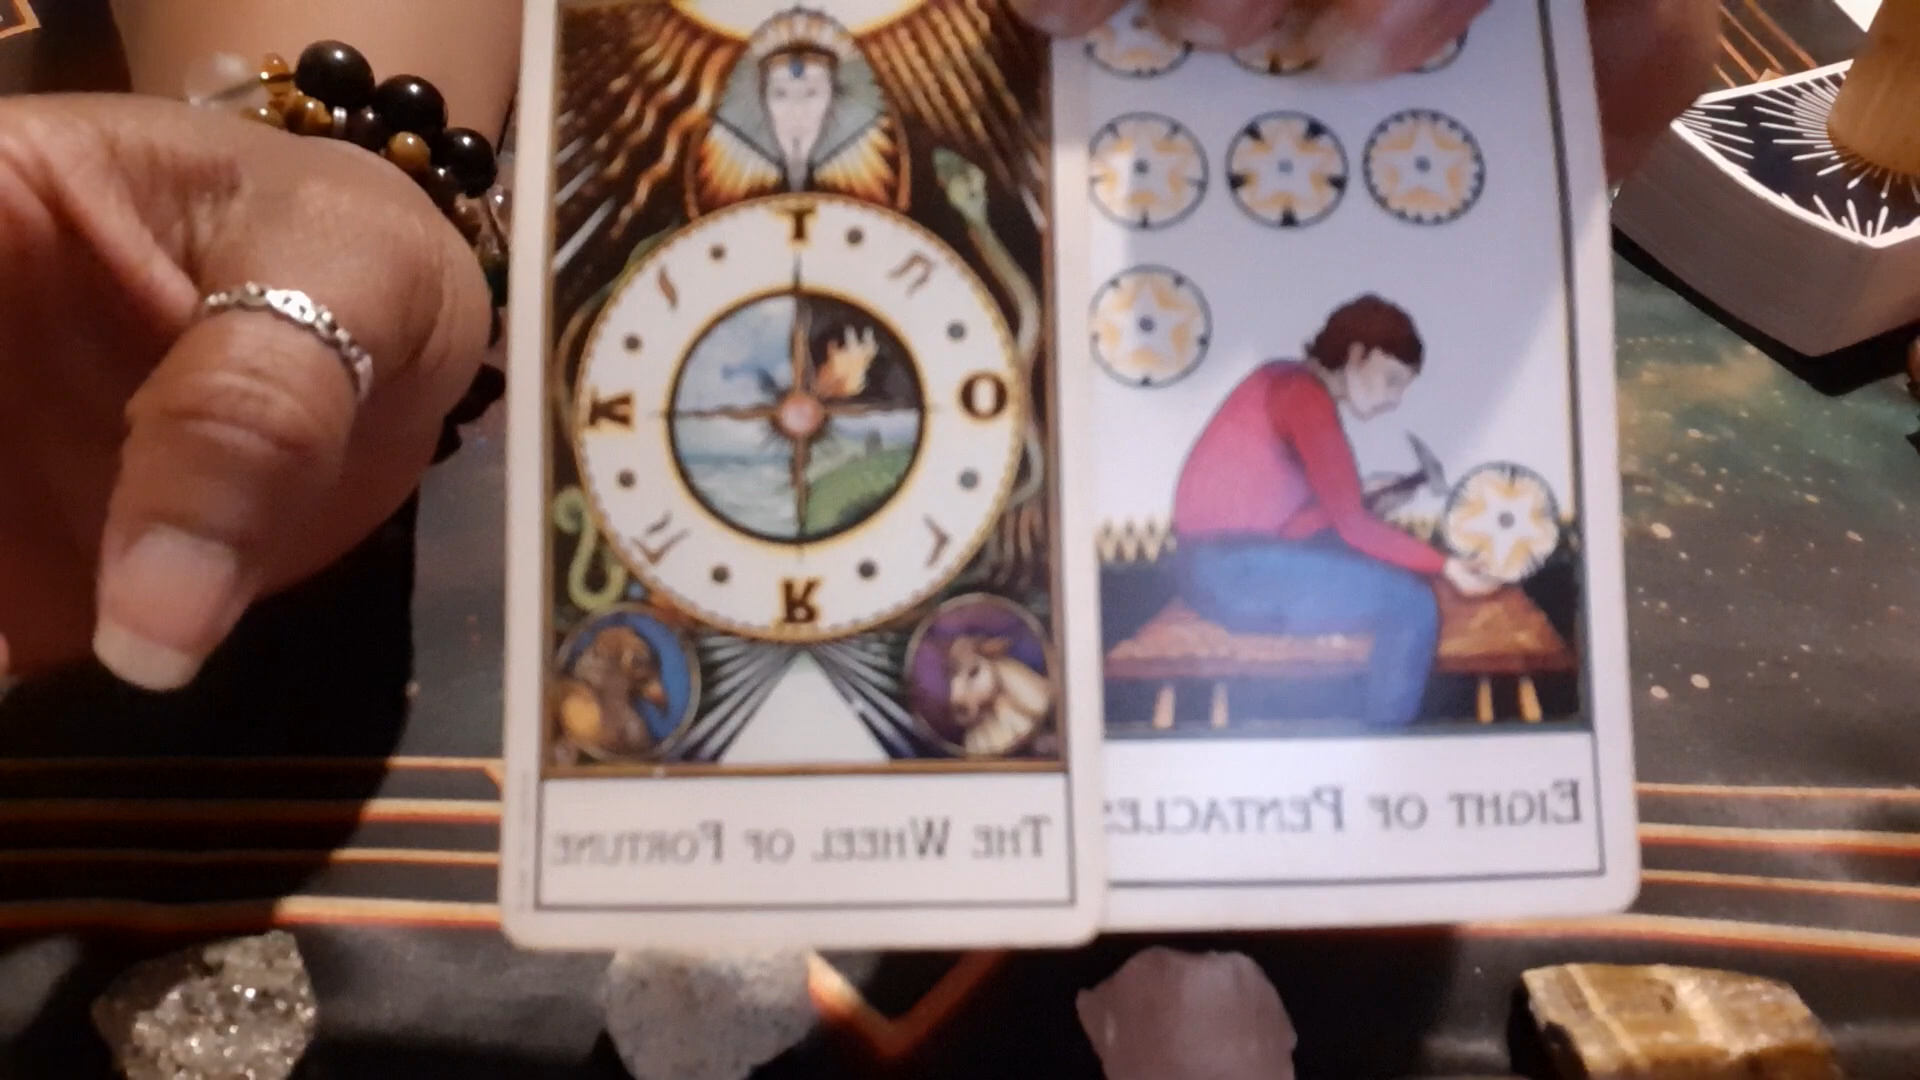 T
A
O
R
THE WHEEL OF FORTUNE
EIGHT OF PENTACLES